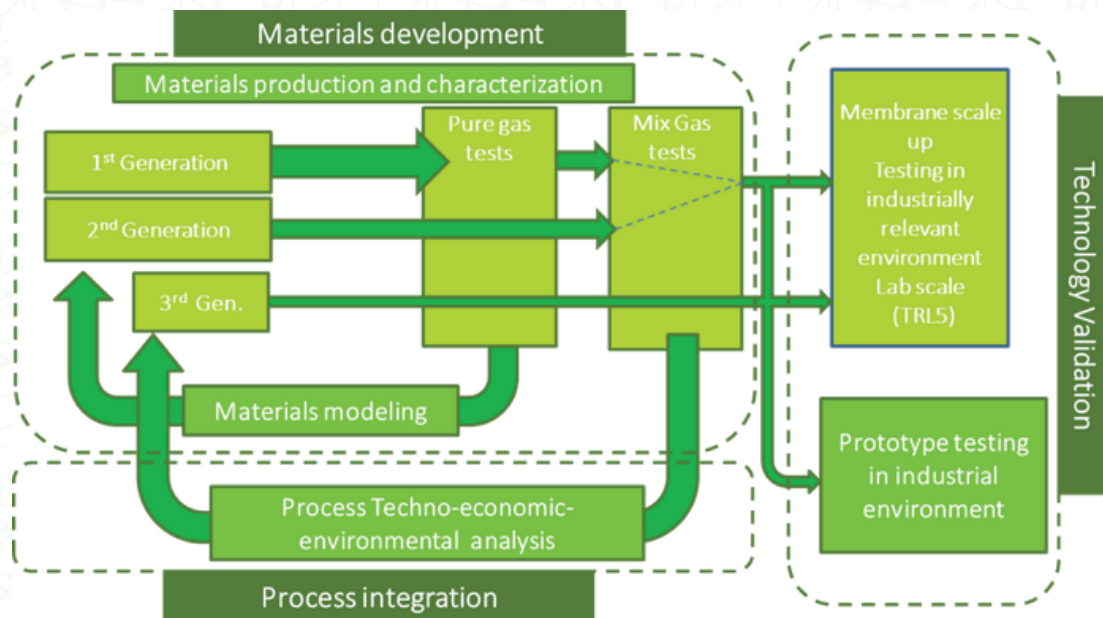 Materials development
Materials production and characterization
Pure gas
tests
Mix Gas
tests
1st Generation
2nd Generation
3rd Gen.
Materials modeling
Process Techno-economic-
environmental analysis
Process integration
Membrane scale
up
Testing in
industrially
relevant
environment
Lab scale
(TRL5)
Prototype testing
in industrial
environment
Technology Validation